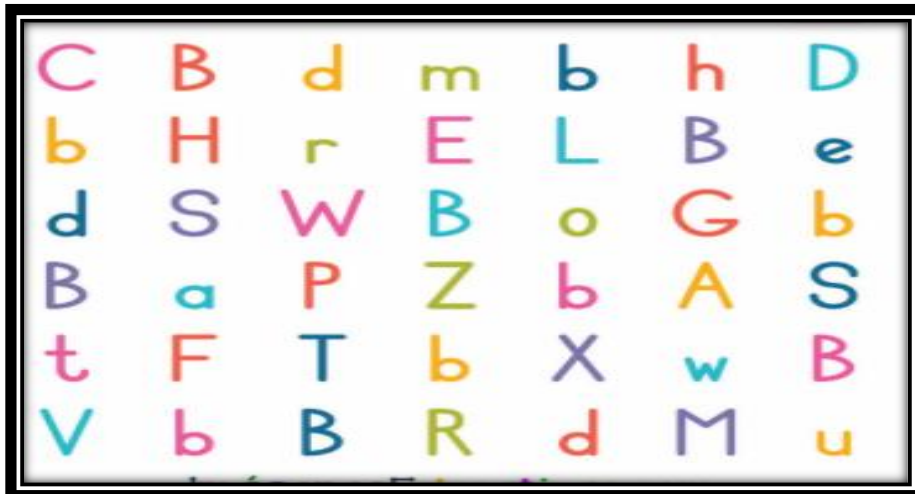 C B d m b h D
b H r E L B e
d S W B o G b
B a P Z b A S
t F T b X w B
V b B R d M u